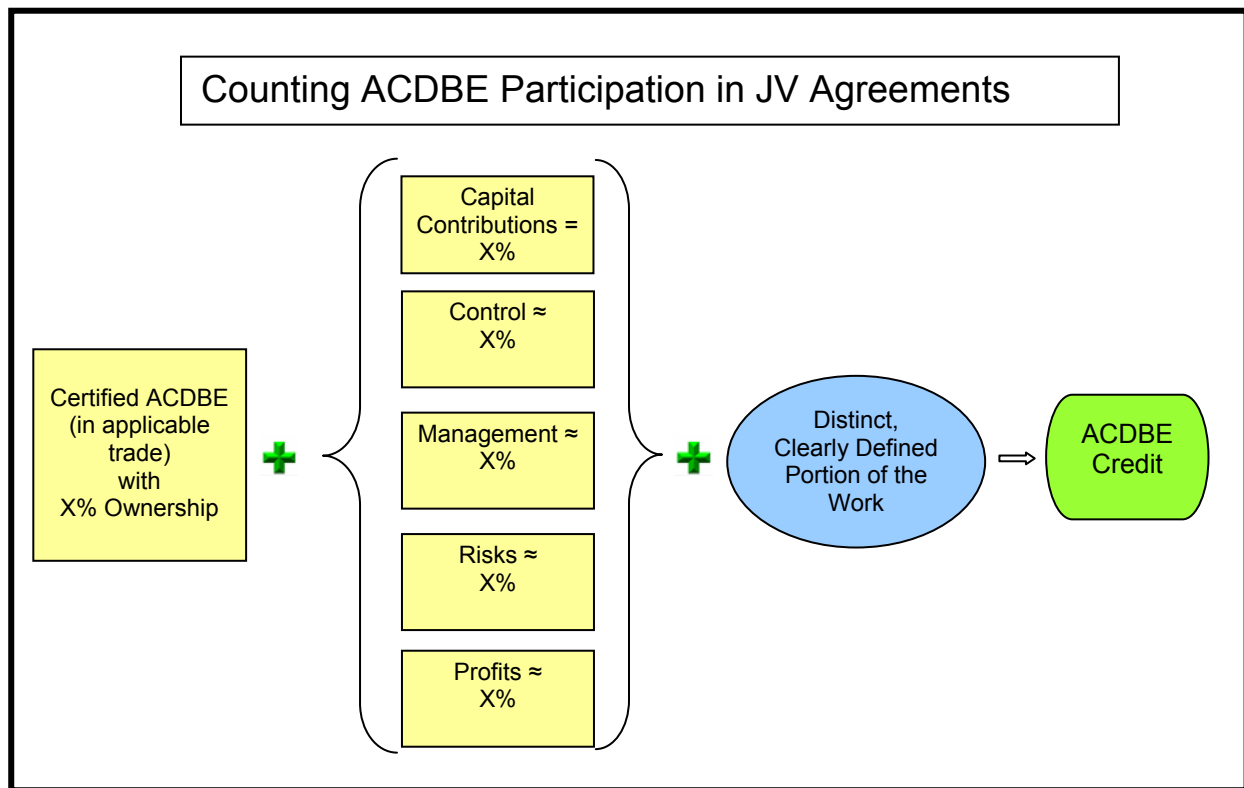 Counting ACDBE Participation in JV Agreements
Certified ACDBE
(in applicable
trade)
with
X% Ownership
Capital
Contributions =
X%
Control ≈
X%
Management ≈
X%
Risks ≈
X%
Profits ≈
X%
Distinct,
Clearly Defined
Portion of the
Work
ACDBE
Credit